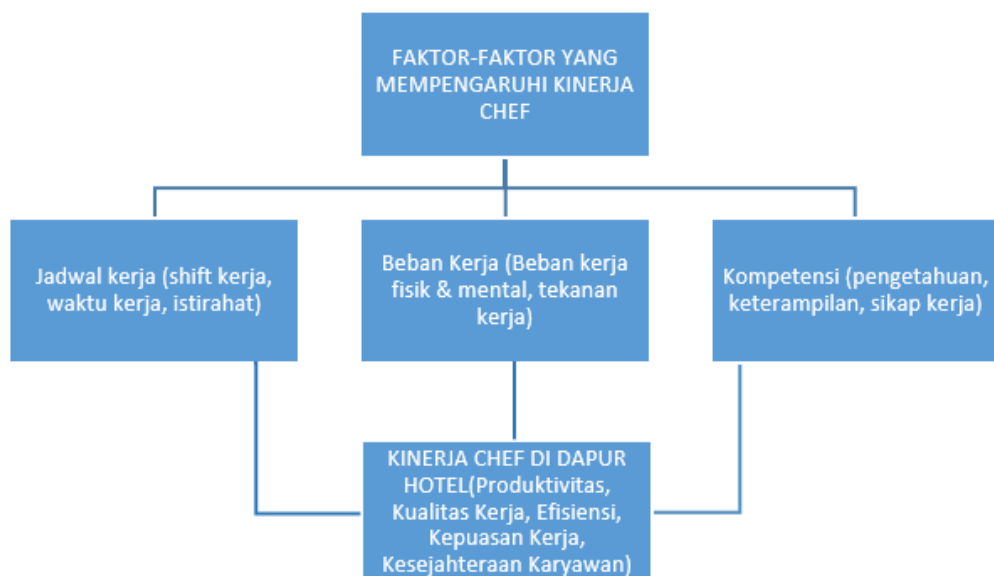 FAKTOR-FAKTOR YANG
MEMPENGARUHI KINERJA
CHEF
Jadwal kerja (shift kerja,
waktu kerja, istirahat)
Beban Kerja (Beban kerja
fisik & mental, tekanan
kerja)
Kompetensi (pengetahuan,
keterampilan, sikap kerja)
KINERJA CHEF DI DAPUR
HOTEL(Produktivitas,
Kualitas Kerja, Efisiensi,
Kepuasan Kerja,
Kesejahteraan Karyawan)